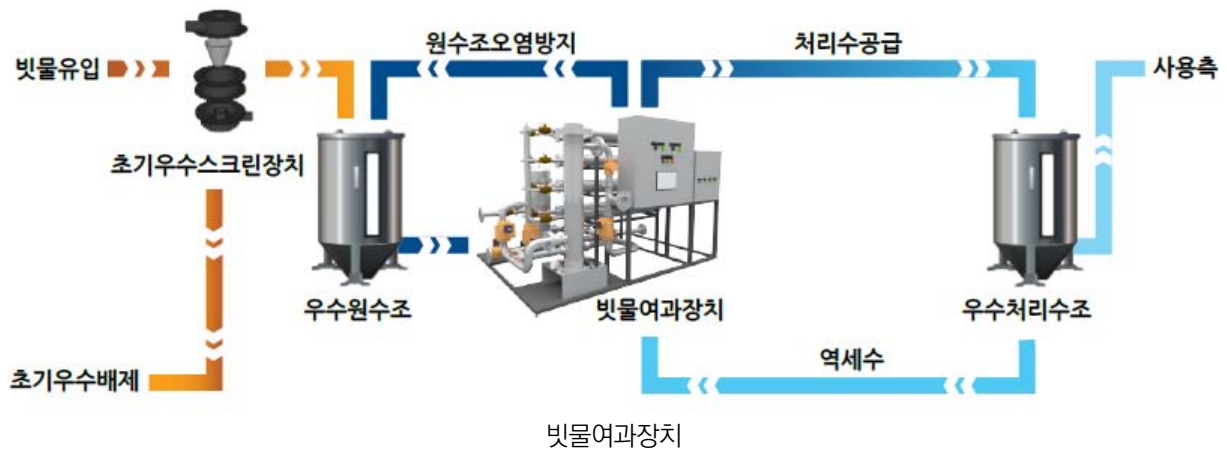 원수조오염방지
처리수공급
빗물유입
사용측
초기우수스크린장치
우수원수조
빗물여과장치
우수처리수조
초기우수배제
역세수
빗물여과장치